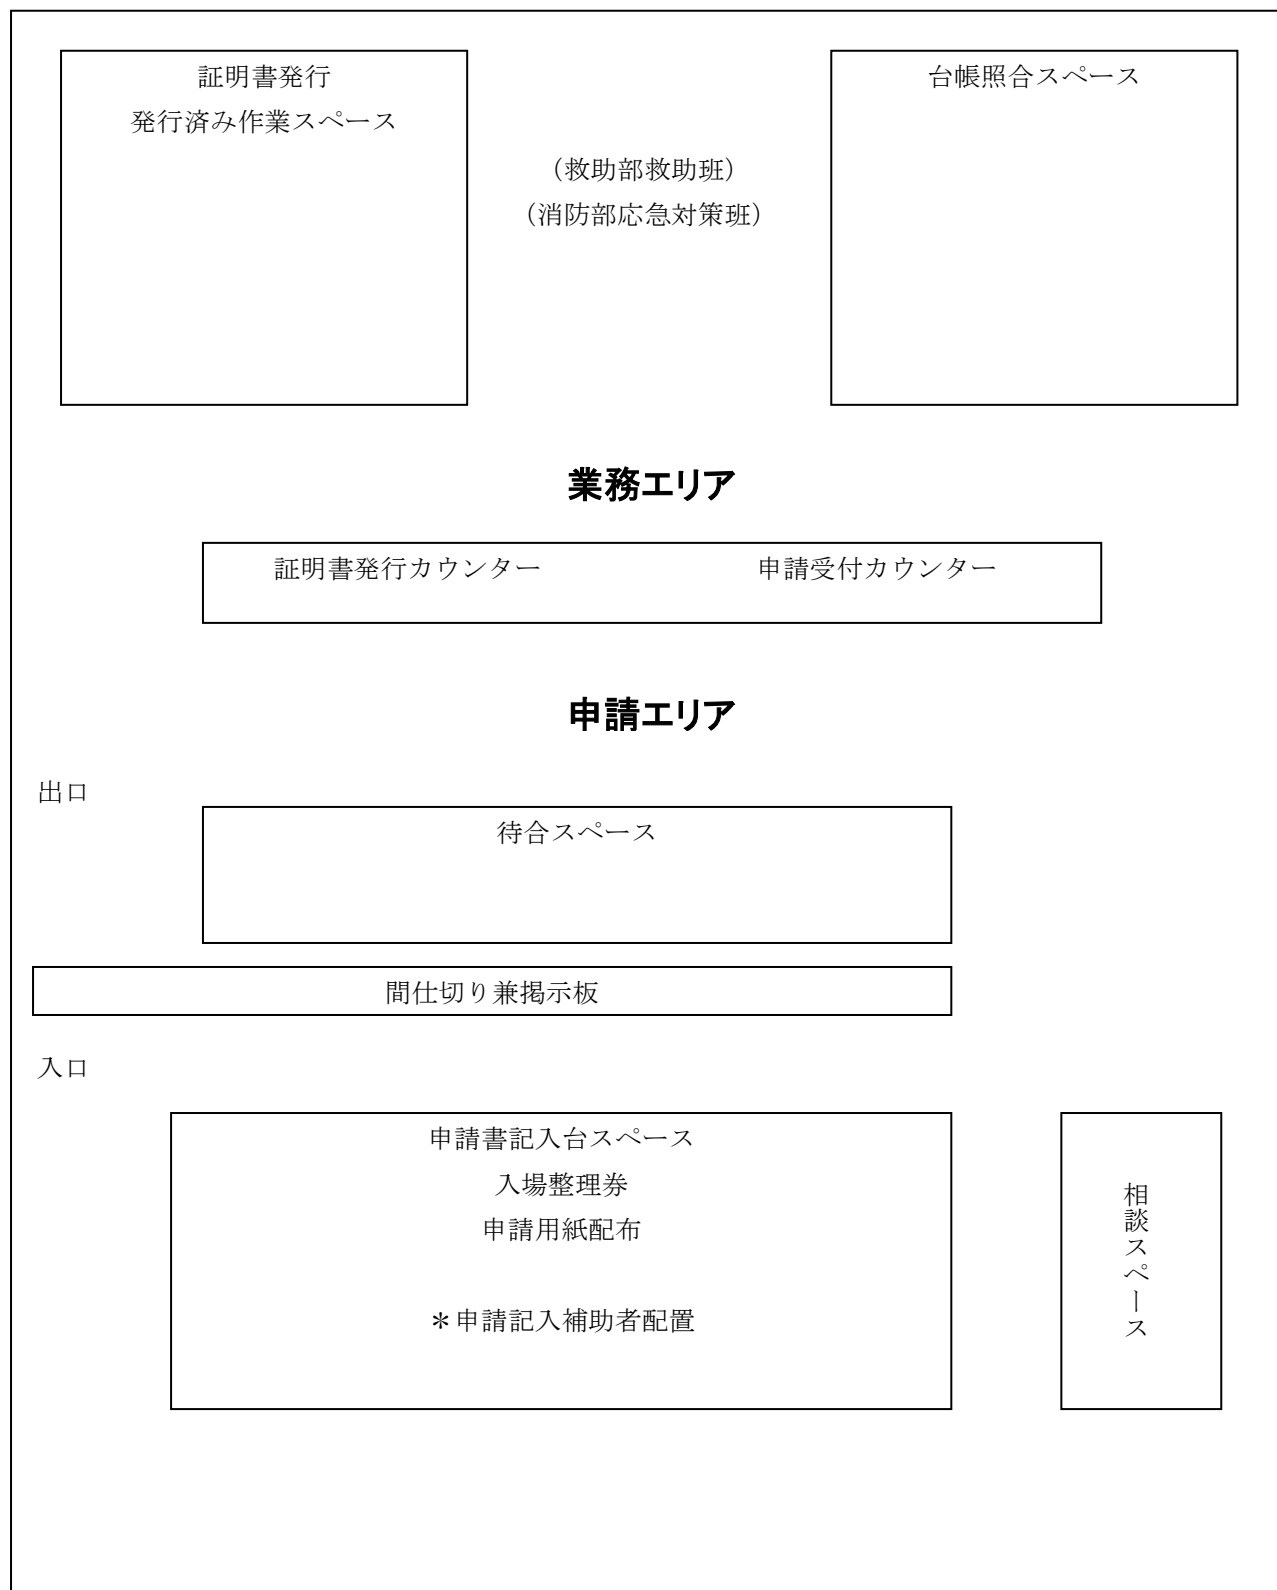 証明書発行
発行済み作業スペース
台帳照合スペース
（救助部救助班）
（消防部応急対策班）
業務エリア
証明書発行カウンター
申請受付カウンター
申請エリア
出口
待合スペース
間仕切り兼掲示板
入口
申請書記入台スペース
入場整理券
申請用紙配布
＊申請記入補助者配置
相談スペース